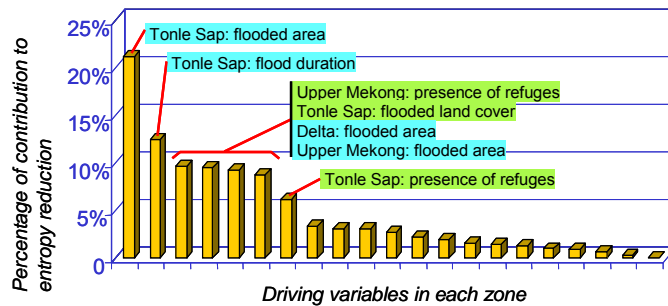 25%
20%
15%
10%
5%
0
Percentage of contribution to
entropy reduction
Tonle Sap: flooded area
Tonle Sap: flood duration
Upper Mekong: presence of refuges
Tonle Sap: flooded land cover
Delta: flooded area
Upper Mekong: flooded area
Tonle Sap: presence of refuges
Driving variables in each zone